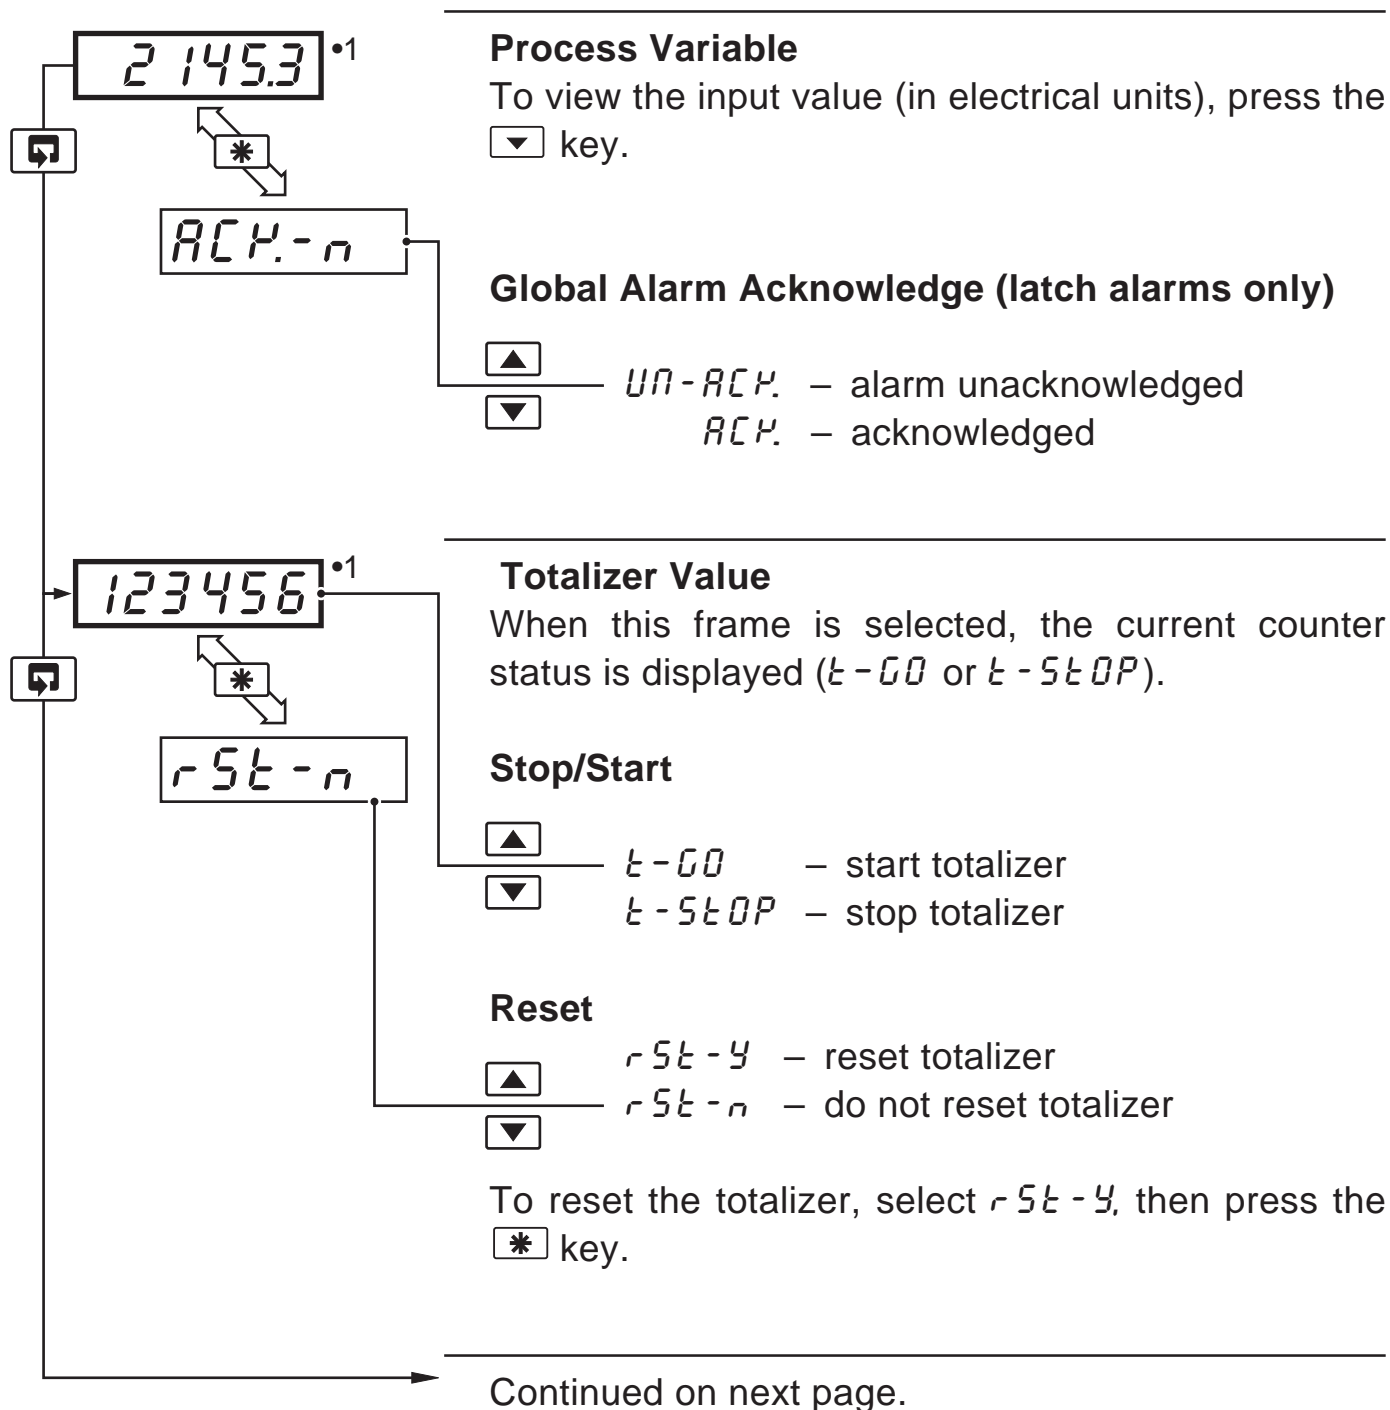 2145.3 •1
Process Variable
To view the input value (in electrical units), press the
▼ key.
ACK.-n
Global Alarm Acknowledge (latch alarms only)
UN-ACK. – alarm unacknowledged
ACK. – acknowledged
123456 •1
Totalizer Value
When this frame is selected, the current counter
status is displayed (t-GO or t-StOP).
rSt-n
Stop/Start
t-GO – start totalizer
t-StOP – stop totalizer
Reset
rSt-Y – reset totalizer
rSt-n – do not reset totalizer
To reset the totalizer, select rSt-Y, then press the
✱ key.
Continued on next page.